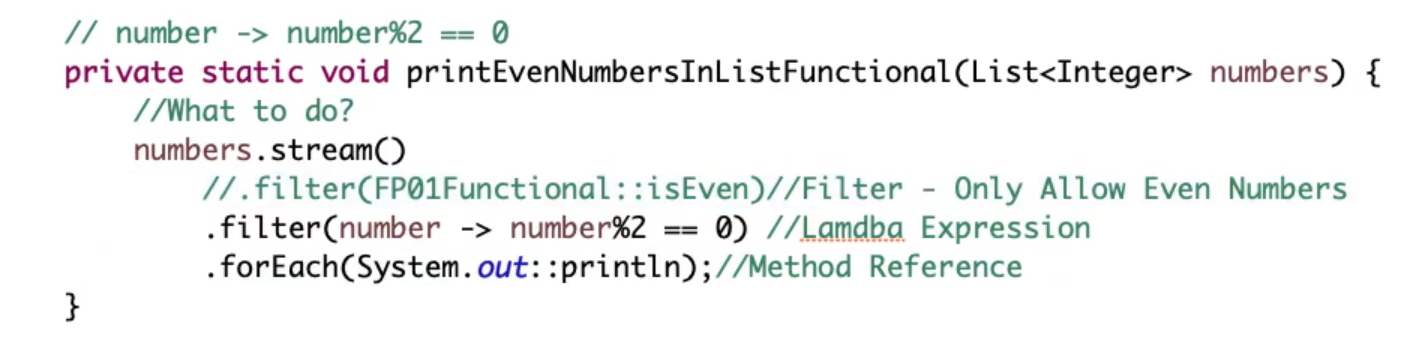 // number -> number%2 == 0
private static void printEvenNumbersInListFunctional(List<Integer> numbers) {
//What to do?
numbers.stream()
//.filter(FP01Functional::isEven)//Filter - Only Allow Even Numbers
.filter(number -> number%2 == 0) //Lamdba Expression
.forEach(System.out::println);//Method Reference
}